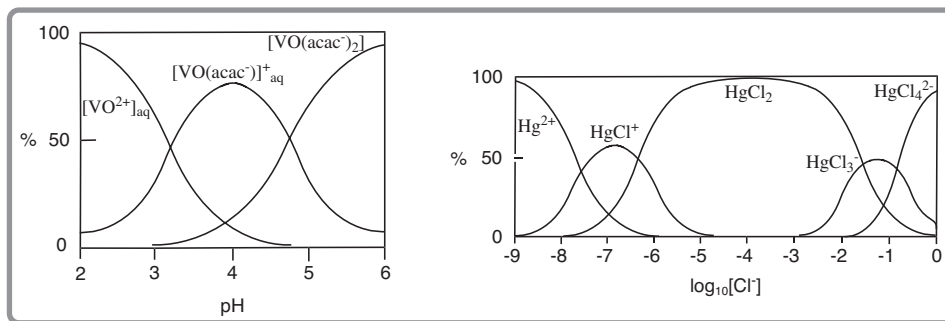 100
[VO(acac⁻)₂]
[VO(acac⁻)]⁺aq
[VO²⁺]aq
%
50
0
2 3 4 5 6
pH
100
Hg²⁺
HgCl⁺
HgCl₂
HgCl₃⁻
HgCl₄²⁻
%
50
0
-9 -8 -7 -6 -5 -4 -3 -2 -1 0
log₁₀[Cl⁻]